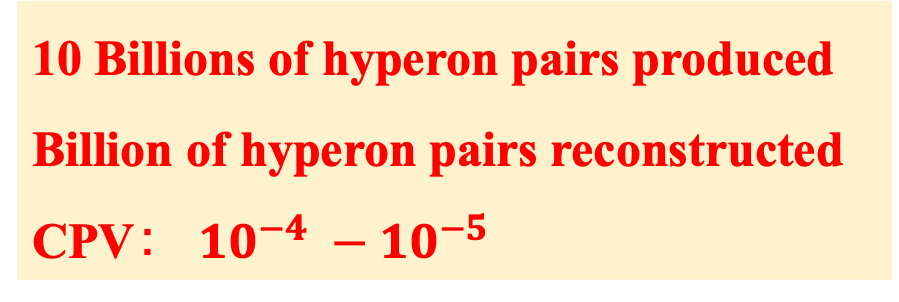 10 Billions of hyperon pairs produced
Billion of hyperon pairs reconstructed
CPV： 10⁻⁴ − 10⁻⁵